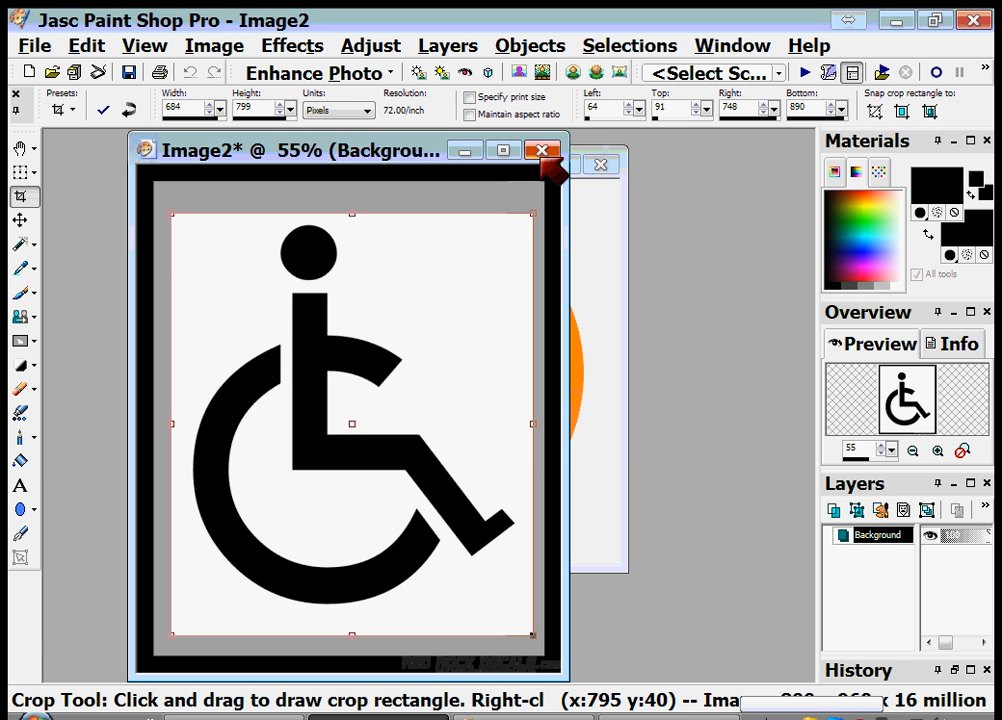 Jasc Paint Shop Pro - Image2
File Edit View Image Effects Adjust Layers Objects Selections Window Help
Enhance Photo <Select Sc...
Presets: Width: Height: Units: Resolution: Specify print size Left: Top: Right: Bottom: Snap crop rectangle to:
684 799 Pixels 72.00/inch Maintain aspect ratio 64 91 748 890
Materials
Image2* @ 55% (Backgrou...
All tools
Overview
Preview Info
55
Layers
Background 100
History
Crop Tool: Click and drag to draw crop rectangle. Right-cl (x:795 y:40) -- Ima
x 16 million